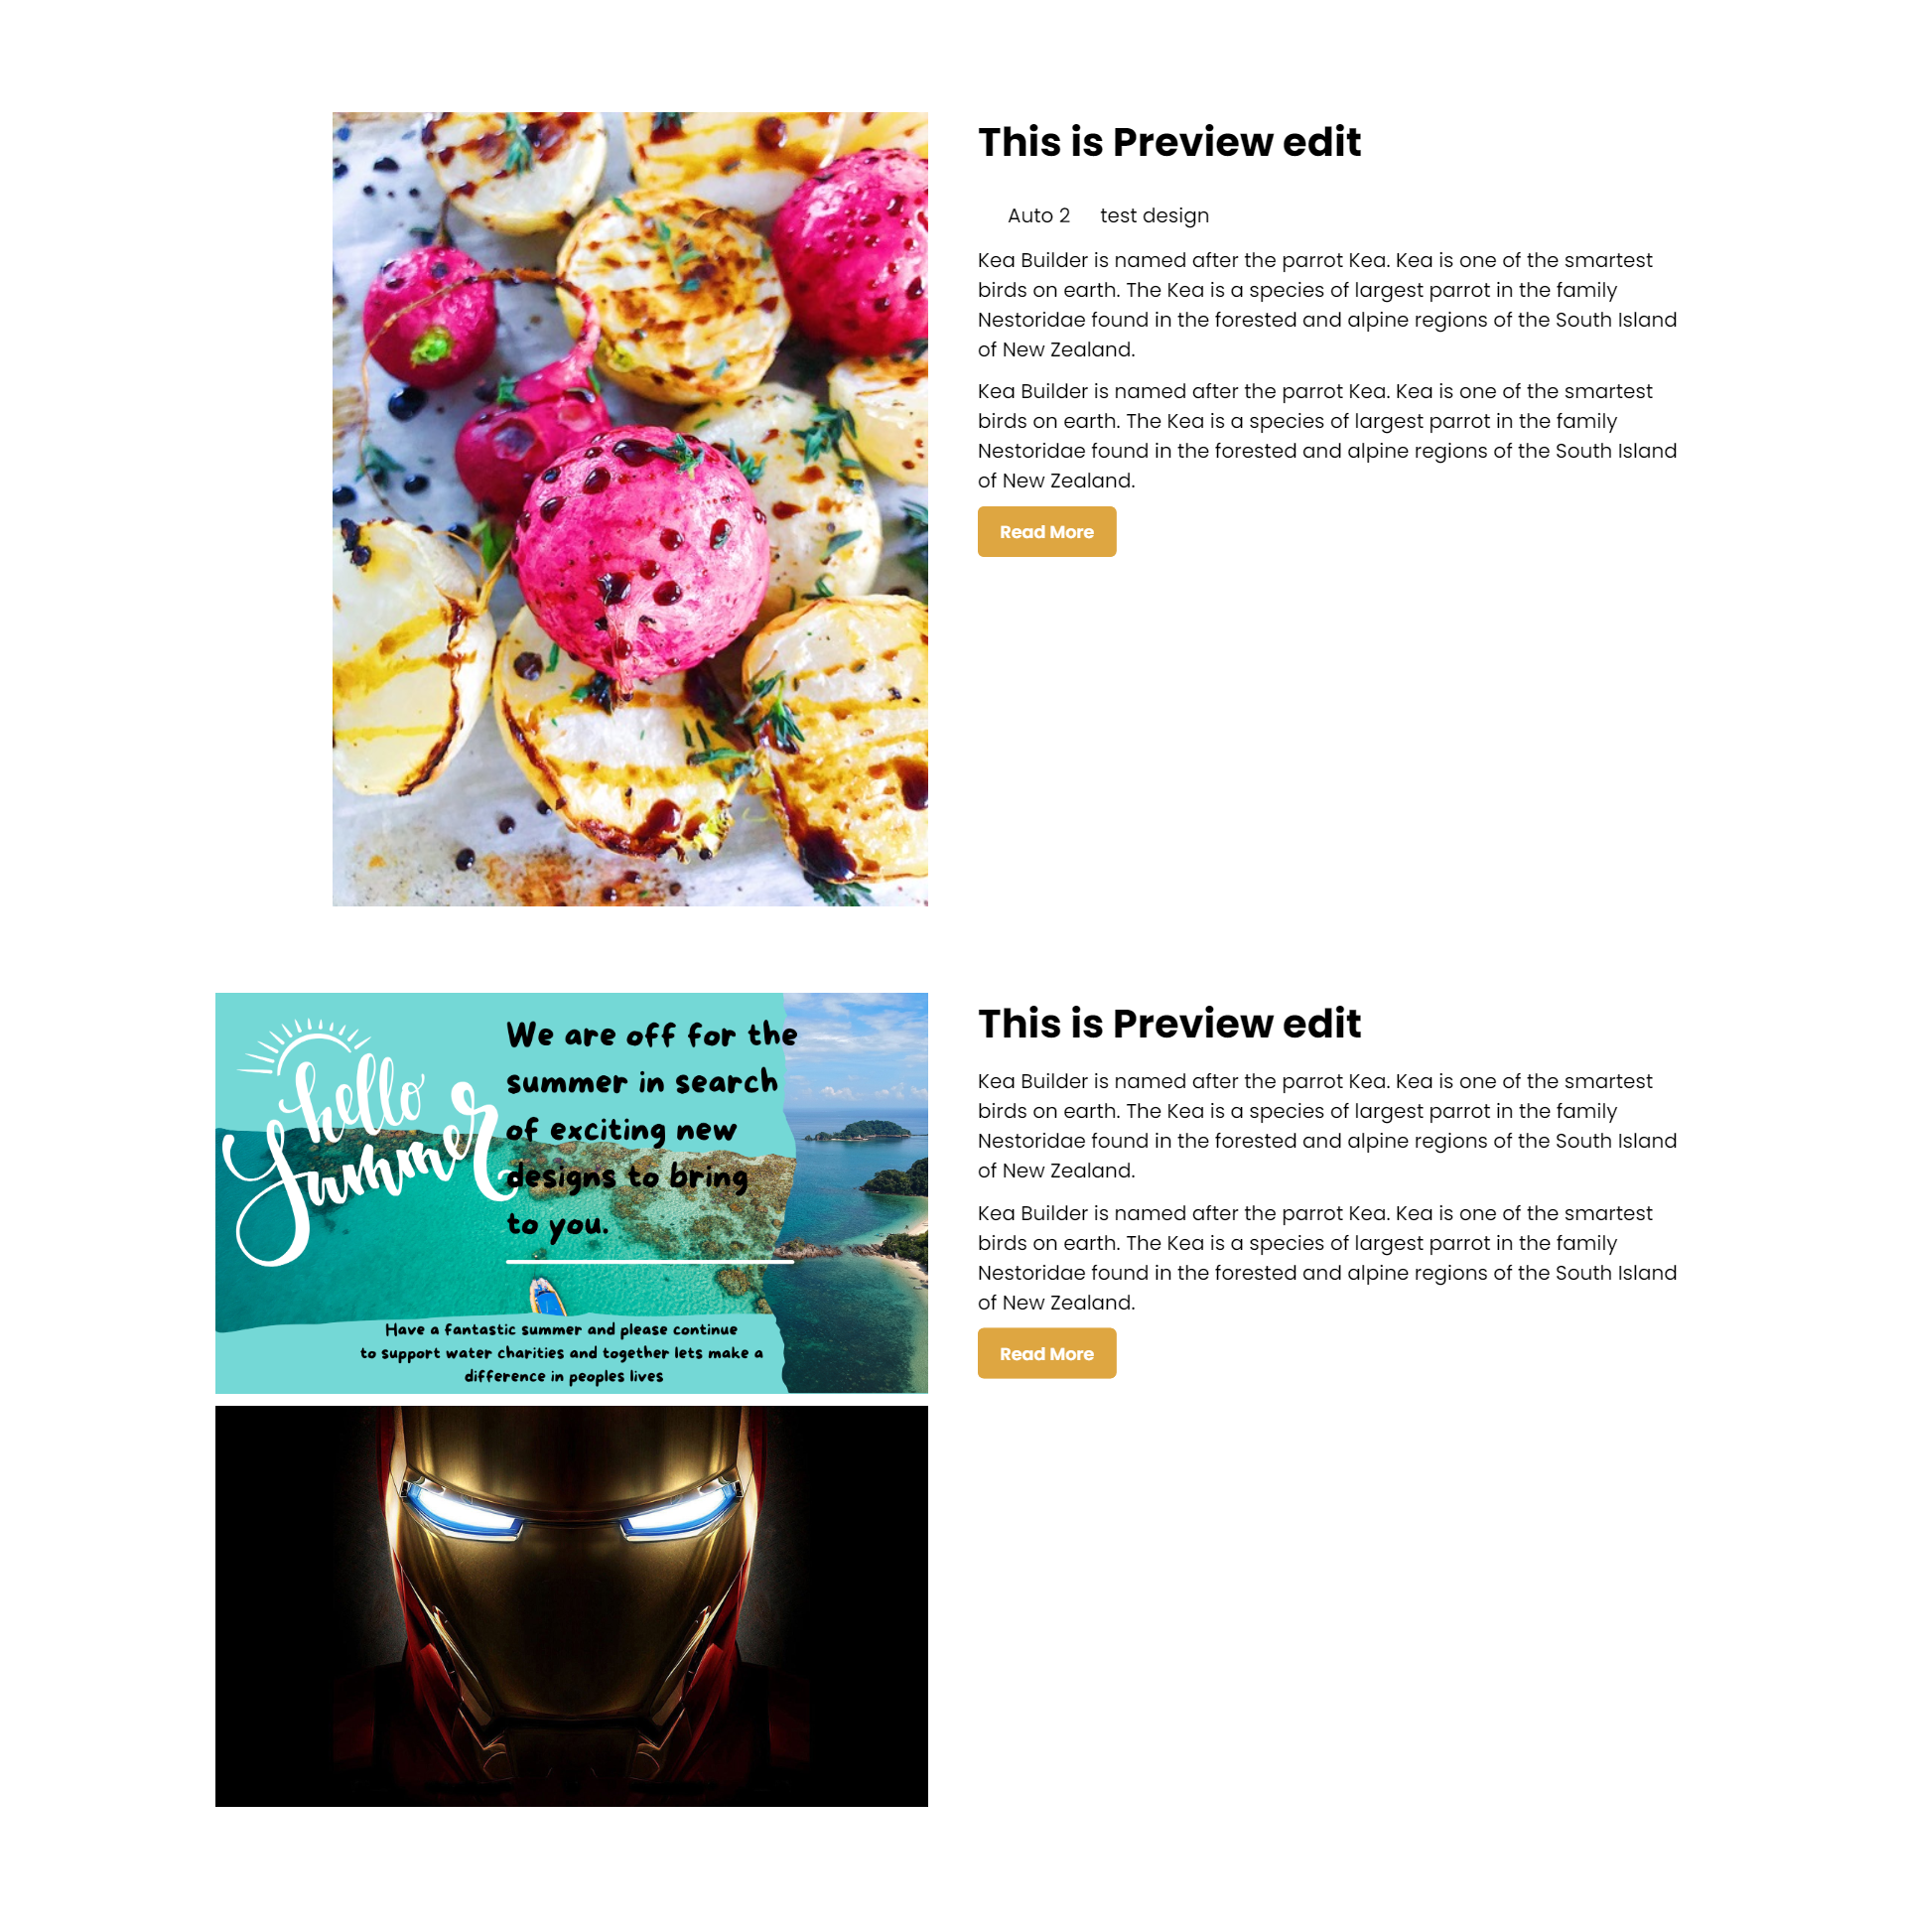 This is Preview edit
Auto 2 test design
Kea Builder is named after the parrot Kea. Kea is one of the smartest
birds on earth. The Kea is a species of largest parrot in the family
Nestoridae found in the forested and alpine regions of the South Island
of New Zealand.
Kea Builder is named after the parrot Kea. Kea is one of the smartest
birds on earth. The Kea is a species of largest parrot in the family
Nestoridae found in the forested and alpine regions of the South Island
of New Zealand.
Read More
hello
Summer
We are off for the
summer in search
of exciting new
designs to bring
to you.
Have a fantastic summer and please continue
to support water charities and together lets make a
difference in peoples lives
This is Preview edit
Kea Builder is named after the parrot Kea. Kea is one of the smartest
birds on earth. The Kea is a species of largest parrot in the family
Nestoridae found in the forested and alpine regions of the South Island
of New Zealand.
Kea Builder is named after the parrot Kea. Kea is one of the smartest
birds on earth. The Kea is a species of largest parrot in the family
Nestoridae found in the forested and alpine regions of the South Island
of New Zealand.
Read More